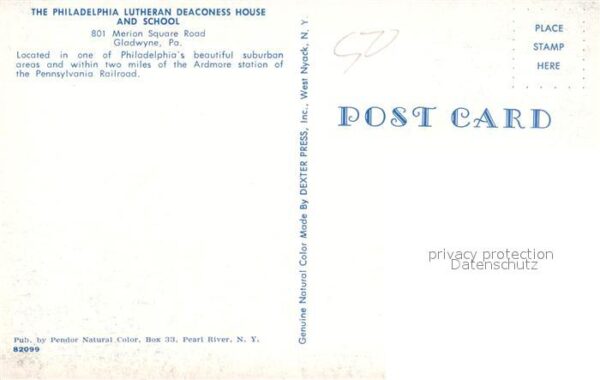 THE PHILADELPHIA LUTHERAN DEACONESS HOUSE
AND SCHOOL
801 Merian Square Road
Gladwyne, Pa.
Located in one of Philadelphia's beautiful suburban
areas and within two miles of the Ardmore station of
the Pennsylvania Railroad.
Pub. by Pendor Natural Color, Box 33, Pearl River, N. Y.
82099
Genuine Natural Color Made By DEXTER PRESS, Inc., West Nyack, N. Y.
PLACE
STAMP
HERE
POST CARD
privacy protection
Datenschutz